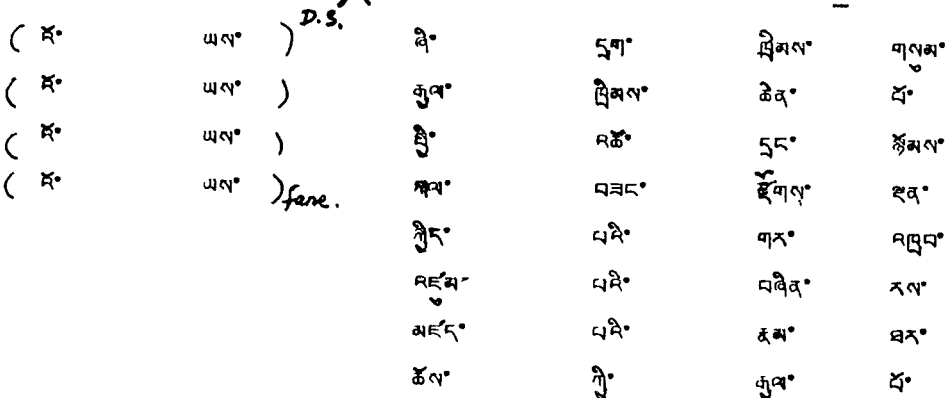 ( དོ་ ཡས་ ) D.S. ཞི་ དྲག་ ཁྲིམས་ གསུམ་
( དོ་ ཡས་ ) རྒྱལ་ ཁྲིམས་ ཆེན་ པོ་
( དོ་ ཡས་ ) འཚོ་ དྲང་ སྙོམས་
( དོ་ ཡས་ ) fane. སྐལ་ བཟང་ རྫོགས་ ལྡན་
སྐྱིད་ པའི་ གར་ འཁྲབ་
འཛུམ་ པའི་ བཞིན་ རས་
མཛད་ པའི་ རྣམ་ ཐར་
ཆོས་ ཀྱི་ རྒྱལ་ པོ་